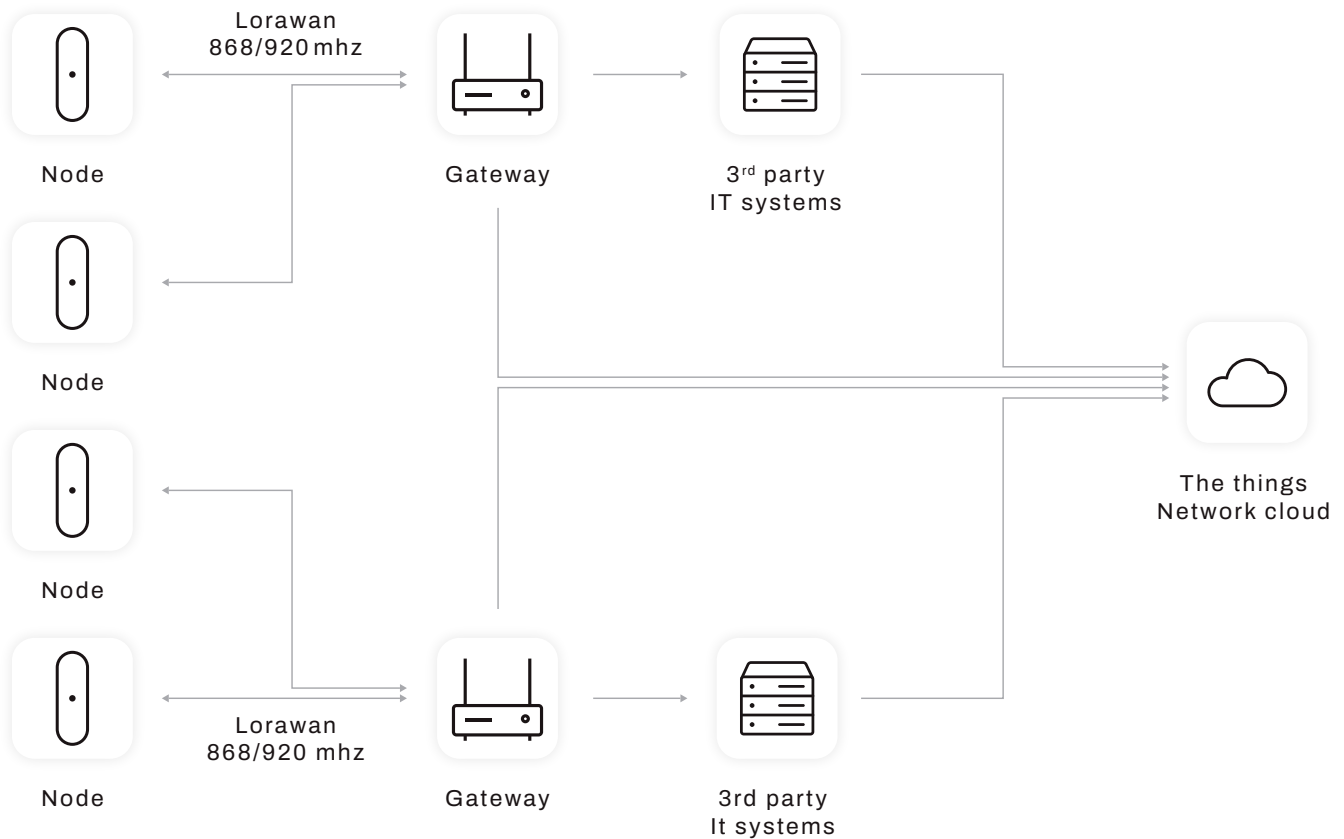 Lorawan
868/920 mhz
Node
Gateway
3rd party
IT systems
Node
The things
Network cloud
Node
Lorawan
868/920 mhz
Node
Gateway
3rd party
It systems